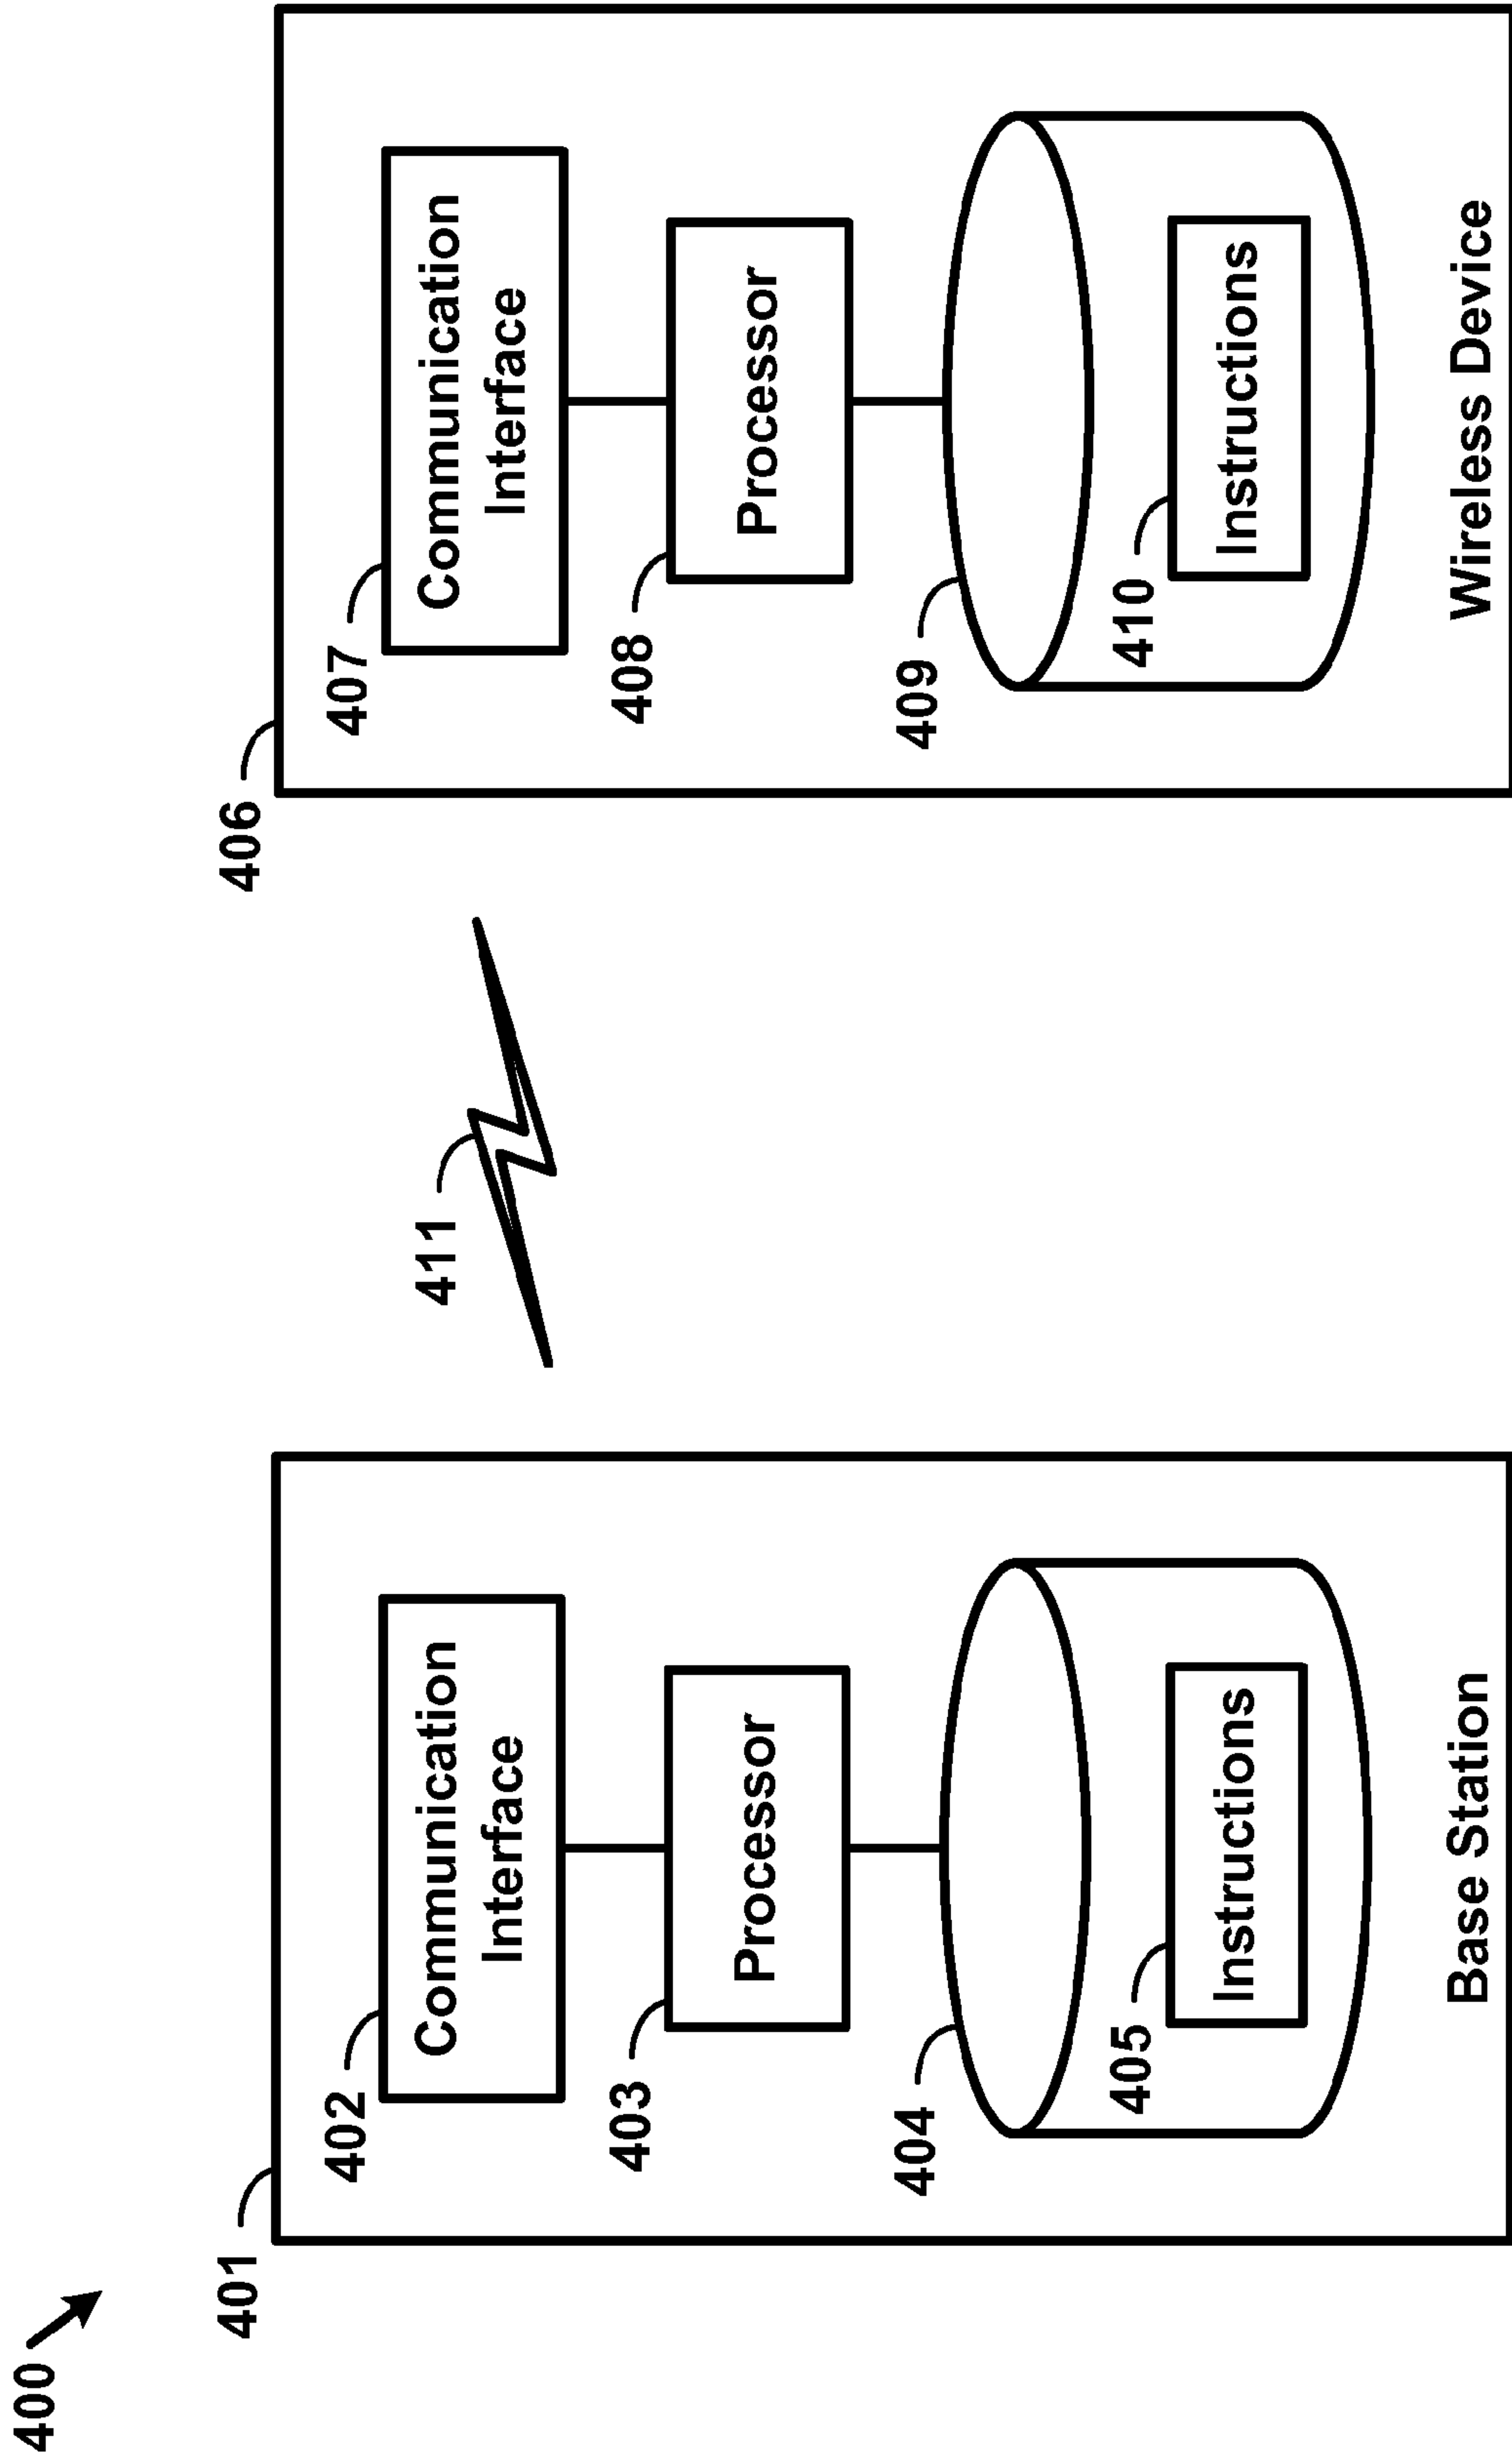 400
401
402
Communication
Interface
403
Processor
404
405
Instructions
Base Station
411
406
407
Communication
Interface
408
Processor
409
410
Instructions
Wireless Device